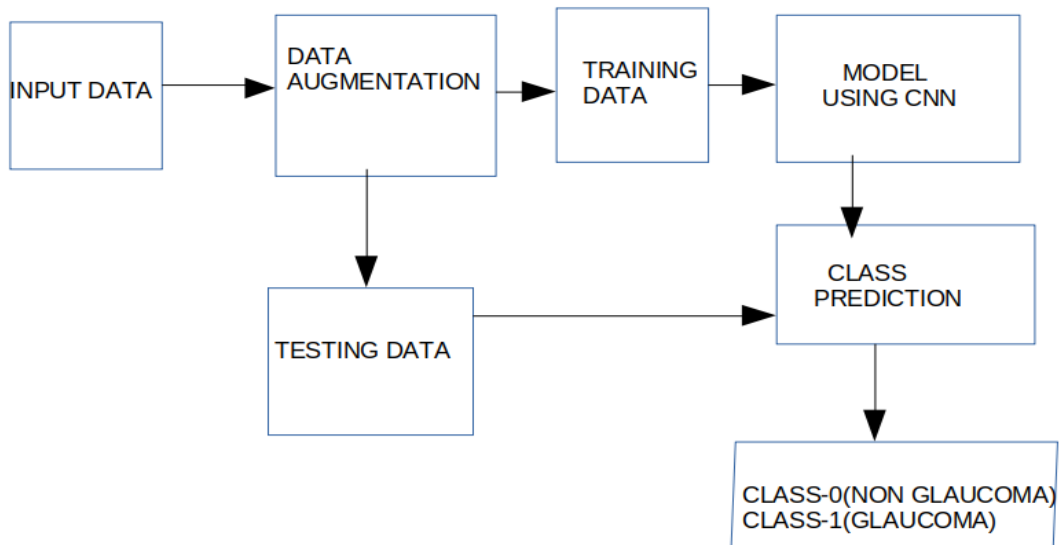 INPUT DATA
DATA
AUGMENTATION
TRAINING
DATA
MODEL
USING CNN
CLASS
PREDICTION
TESTING DATA
CLASS-0(NON GLAUCOMA)
CLASS-1(GLAUCOMA)